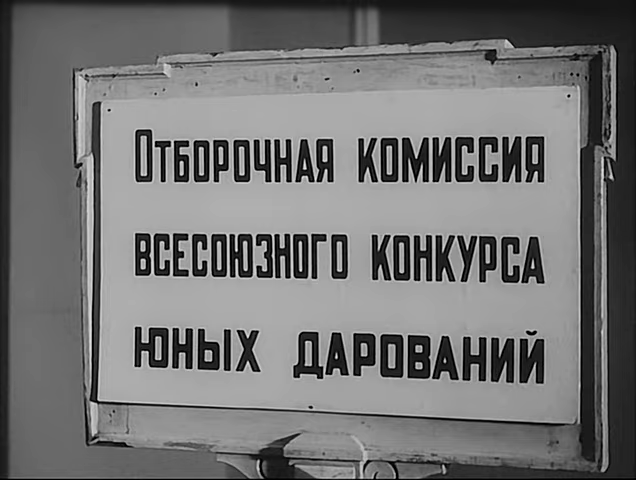 Отборочная комиссия
всесоюзного конкурса
юных дарований